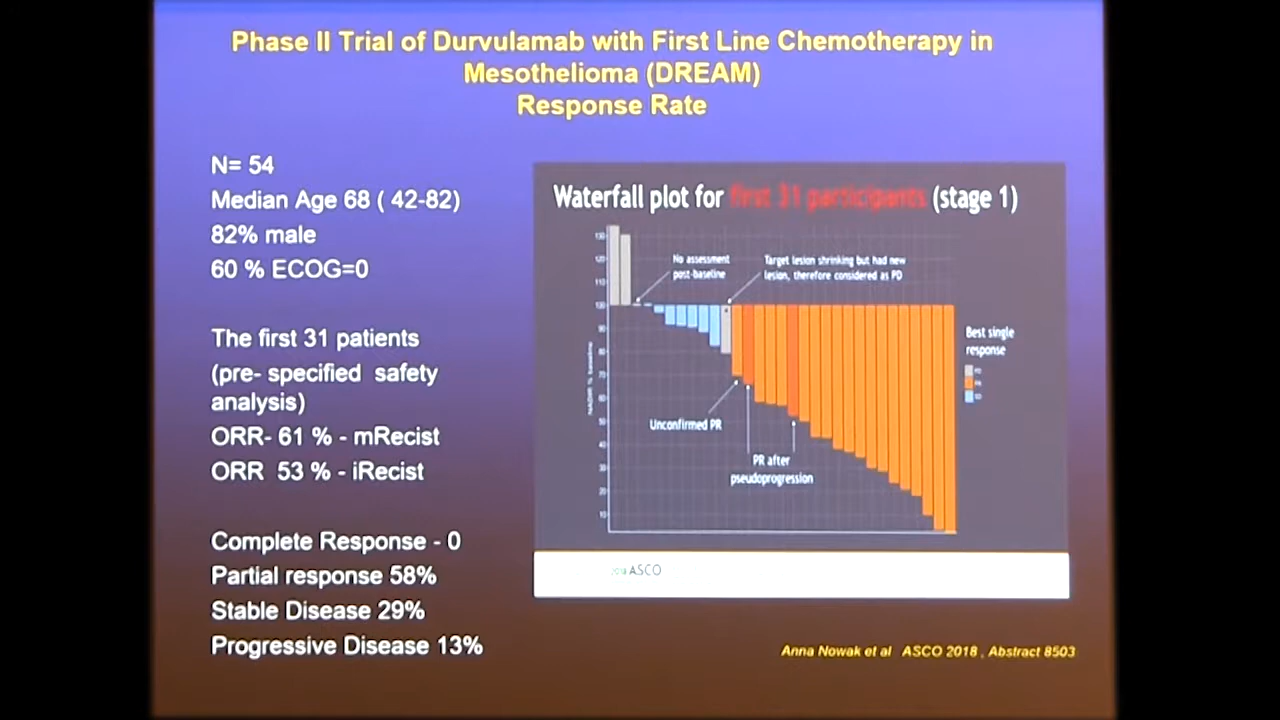 Phase II Trial of Durvulamab with First Line Chemotherapy in
Mesothelioma (DREAM)
Response Rate
N= 54
Median Age 68 ( 42-82)
82% male
60 % ECOG=0
The first 31 patients
(pre- specified safety
analysis)
ORR- 61 % - mRecist
ORR 53 % - iRecist
Complete Response - 0
Partial response 58%
Stable Disease 29%
Progressive Disease 13%
Waterfall plot for first 31 participants (stage 1)
No assessment
post-baseline
Target lesion shrinking but had new
lesion, therefore considered as PD
Unconfirmed PR
PR after
pseudoprogression
Best single
response
ASCO
Anna Nowak et al ASCO 2018 , Abstract 8503